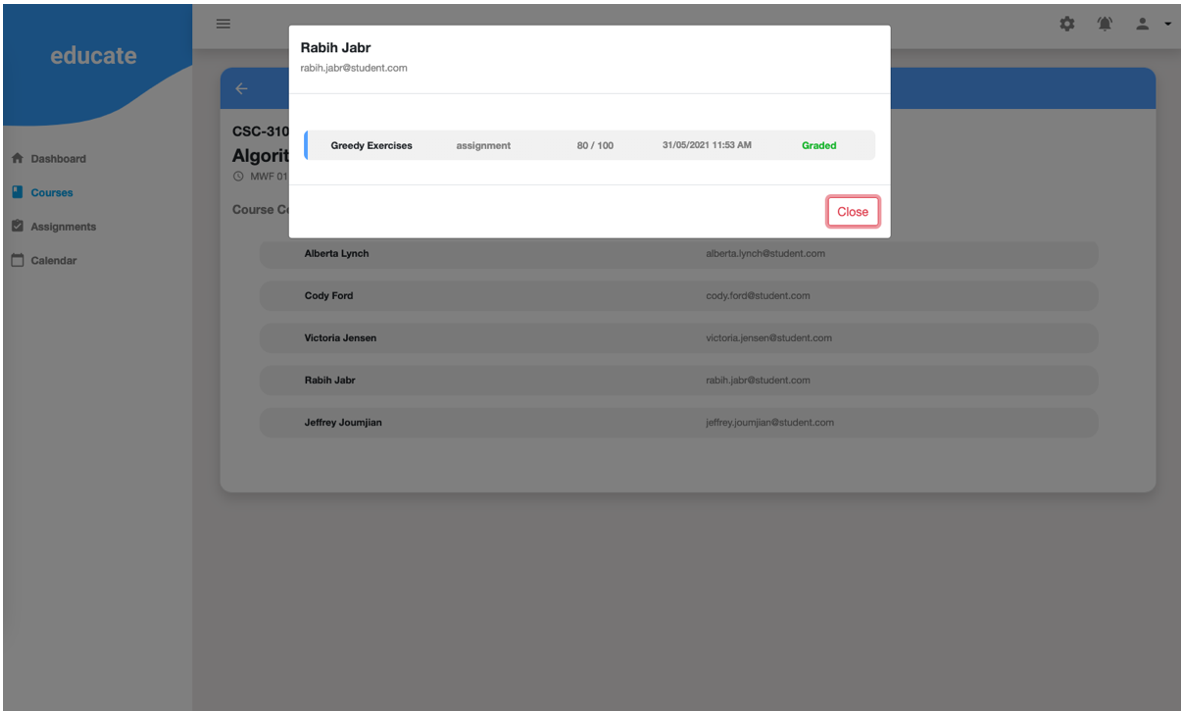 educate
Dashboard
Courses
Assignments
Calendar
Rabih Jabr
rabih.jabr@student.com
Greedy Exercises assignment 80 / 100 31/05/2021 11:53 AM Graded
Close
CSC-310
Algorit
MWF 01
Course Co
Alberta Lynch alberta.lynch@student.com
Cody Ford cody.ford@student.com
Victoria Jensen victoria.jensen@student.com
Rabih Jabr rabih.jabr@student.com
Jeffrey Joumjian jeffrey.joumjian@student.com